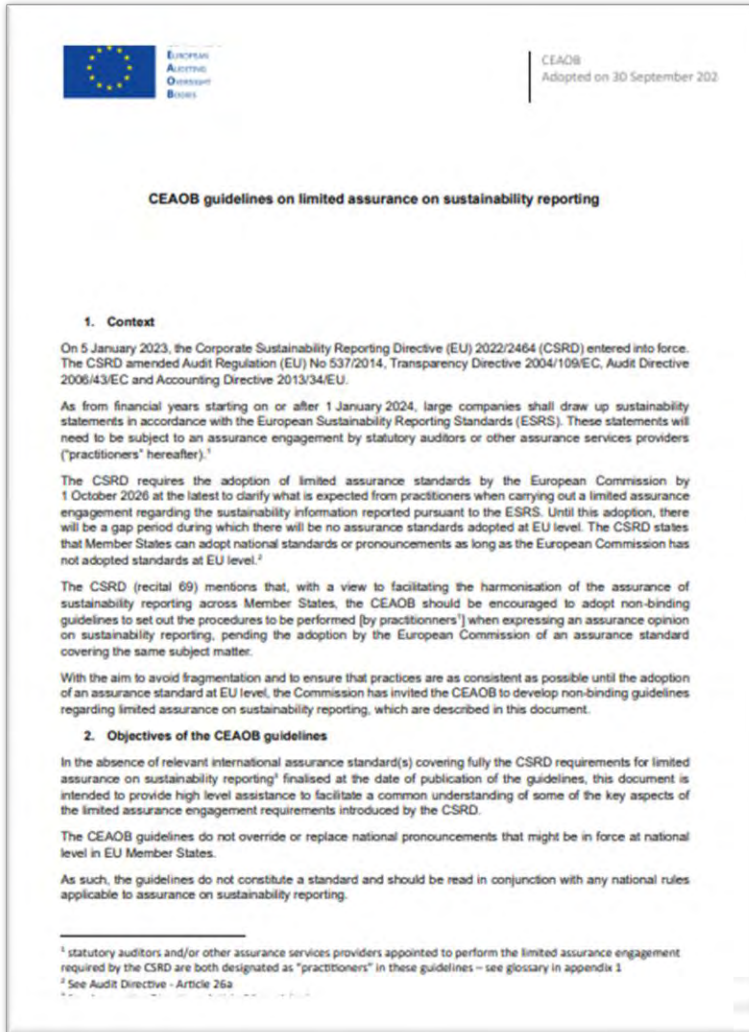 EUROPEAN
AUDITING
OVERSIGHT
BODIES
CEAOB
Adopted on 30 September 202
CEAOB guidelines on limited assurance on sustainability reporting
1. Context
On 5 January 2023, the Corporate Sustainability Reporting Directive (EU) 2022/2464 (CSRD) entered into force.
The CSRD amended Audit Regulation (EU) No 537/2014, Transparency Directive 2004/109/EC, Audit Directive
2006/43/EC and Accounting Directive 2013/34/EU.
As from financial years starting on or after 1 January 2024, large companies shall draw up sustainability
statements in accordance with the European Sustainability Reporting Standards (ESRS). These statements will
need to be subject to an assurance engagement by statutory auditors or other assurance services providers
("practitioners" hereafter).¹
The CSRD requires the adoption of limited assurance standards by the European Commission by
1 October 2026 at the latest to clarify what is expected from practitioners when carrying out a limited assurance
engagement regarding the sustainability information reported pursuant to the ESRS. Until this adoption, there
will be a gap period during which there will be no assurance standards adopted at EU level. The CSRD states
that Member States can adopt national standards or pronouncements as long as the European Commission has
not adopted standards at EU level.²
The CSRD (recital 69) mentions that, with a view to facilitating the harmonisation of the assurance of
sustainability reporting across Member States, the CEAOB should be encouraged to adopt non-binding
guidelines to set out the procedures to be performed [by practitionners¹] when expressing an assurance opinion
on sustainability reporting, pending the adoption by the European Commission of an assurance standard
covering the same subject matter.
With the aim to avoid fragmentation and to ensure that practices are as consistent as possible until the adoption
of an assurance standard at EU level, the Commission has invited the CEAOB to develop non-binding guidelines
regarding limited assurance on sustainability reporting, which are described in this document.
2. Objectives of the CEAOB guidelines
In the absence of relevant international assurance standard(s) covering fully the CSRD requirements for limited
assurance on sustainability reporting³ finalised at the date of publication of the guidelines, this document is
intended to provide high level assistance to facilitate a common understanding of some of the key aspects of
the limited assurance engagement requirements introduced by the CSRD.
The CEAOB guidelines do not override or replace national pronouncements that might be in force at national
level in EU Member States.
As such, the guidelines do not constitute a standard and should be read in conjunction with any national rules
applicable to assurance on sustainability reporting.
¹ statutory auditors and/or other assurance services providers appointed to perform the limited assurance engagement
required by the CSRD are both designated as "practitioners" in these guidelines – see glossary in appendix 1
² See Audit Directive - Article 26a